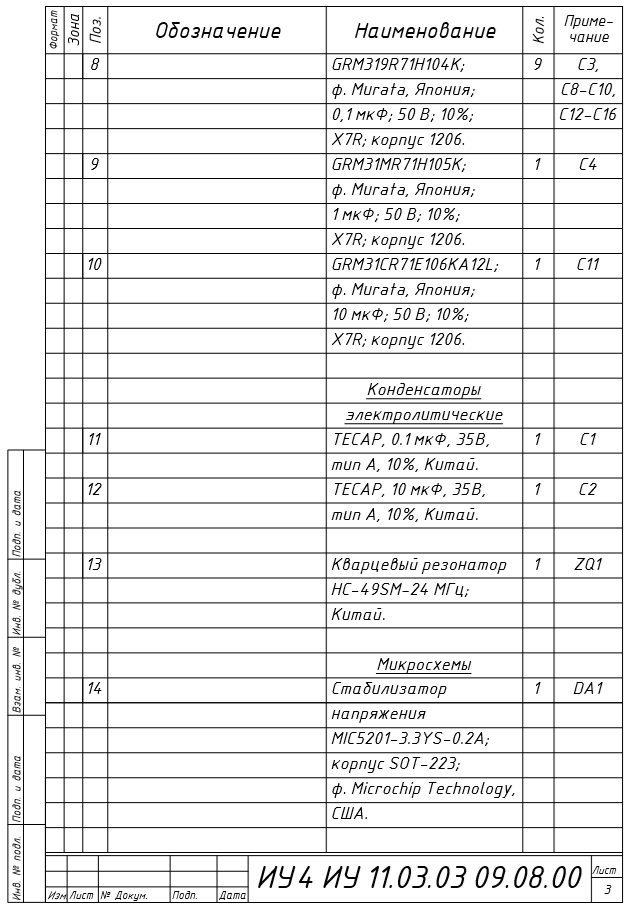 Формат Зона Поз. Обозначение Наименование Кол. Приме-
чание
8 GRM319R71H104K; 9 C3,
ф. Murata, Япония; C8-C10,
0,1 мкФ; 50 В; 10%; C12-C16
X7R; корпус 1206.
9 GRM31MR71H105K; 1 C4
ф. Murata, Япония;
1 мкФ; 50 В; 10%;
X7R; корпус 1206.
10 GRM31CR71E106KA12L; 1 C11
ф. Murata, Япония;
10 мкФ; 50 В; 10%;
X7R; корпус 1206.
Конденсаторы
электролитические
11 TECAP, 0.1 мкФ, 35В, 1 C1
тип А, 10%, Китай.
12 TECAP, 10 мкФ, 35В, 1 C2
тип А, 10%, Китай.
13 Кварцевый резонатор 1 ZQ1
HC-49SM-24 МГц;
Китай.
Микросхемы
14 Стабилизатор 1 DA1
напряжения
MIC5201-3.3YS-0.2A;
корпус SOT-223;
ф. Microchip Technology,
США.
Подп. и дата
Инв. № дубл.
Взам. инв. №
Подп. и дата
Инв. № подл.
Изм Лист № Докум. Подп. Дата
ИУ4 ИУ 11.03.03 09.08.00
Лист
3